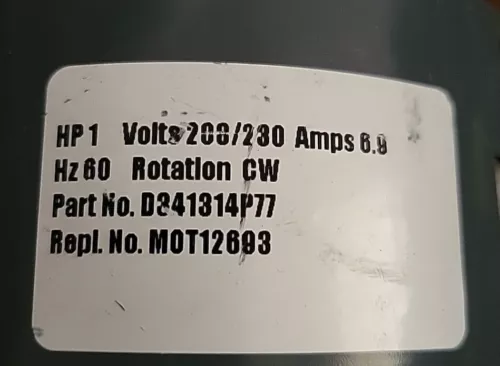 HP 1 Volts 208/230 Amps 6.9
Hz 60 Rotation CW
Part No. D341314P77
Repl. No. MOT12693